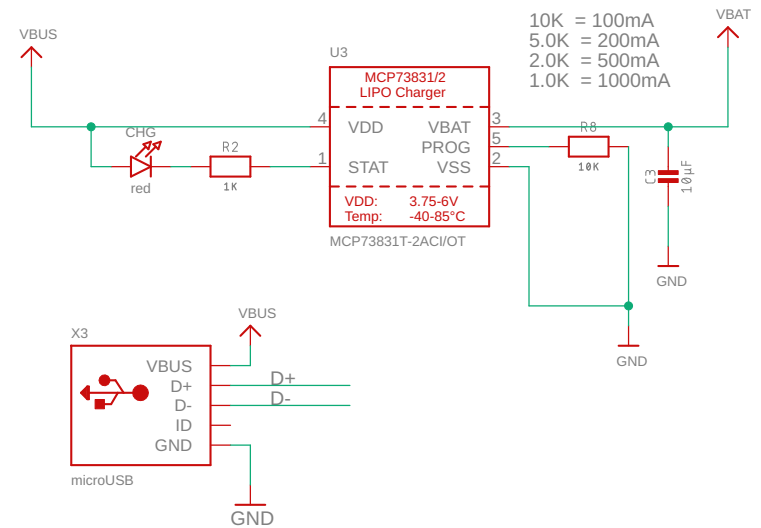 10K = 100mA
5.0K = 200mA
2.0K = 500mA
1.0K = 1000mA
VBAT
VBUS
U3
MCP73831/2
LIPO Charger
4
VDD
VBAT
3
CHG
PROG
5
R8
R2
1
STAT
VSS
2
10K
red
1K
C3
10µF
VDD: 3.75-6V
Temp: -40-85°C
MCP73831T-2ACI/OT
GND
VBUS
X3
GND
VBUS
D+
D+
D-
D-
ID
GND
microUSB
GND